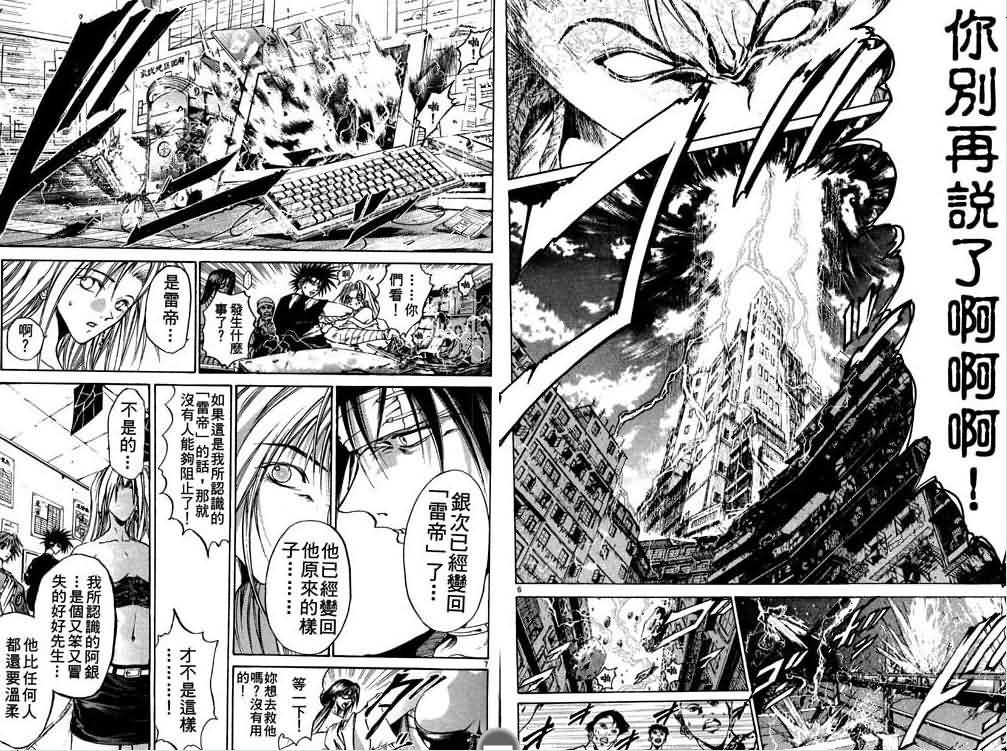 你別再說了啊啊啊！
6
啪！
啪！
啪！
……你
們看！
啊
發生什麼
事了？
是雷帝…
啊？
銀次已經變回
「雷帝」了…
他已經變回
他原來的樣
子………
如果這是我所認識的
「雷帝」的話，那就
沒有人能夠阻止了！
不是的…
7
等一下！
妳想去救他
嗎？沒有用
的！
才不是這樣
………！
我所認識的阿銀
…是個又笨又冒
失的好好先生…
他比任何人
都還要溫柔